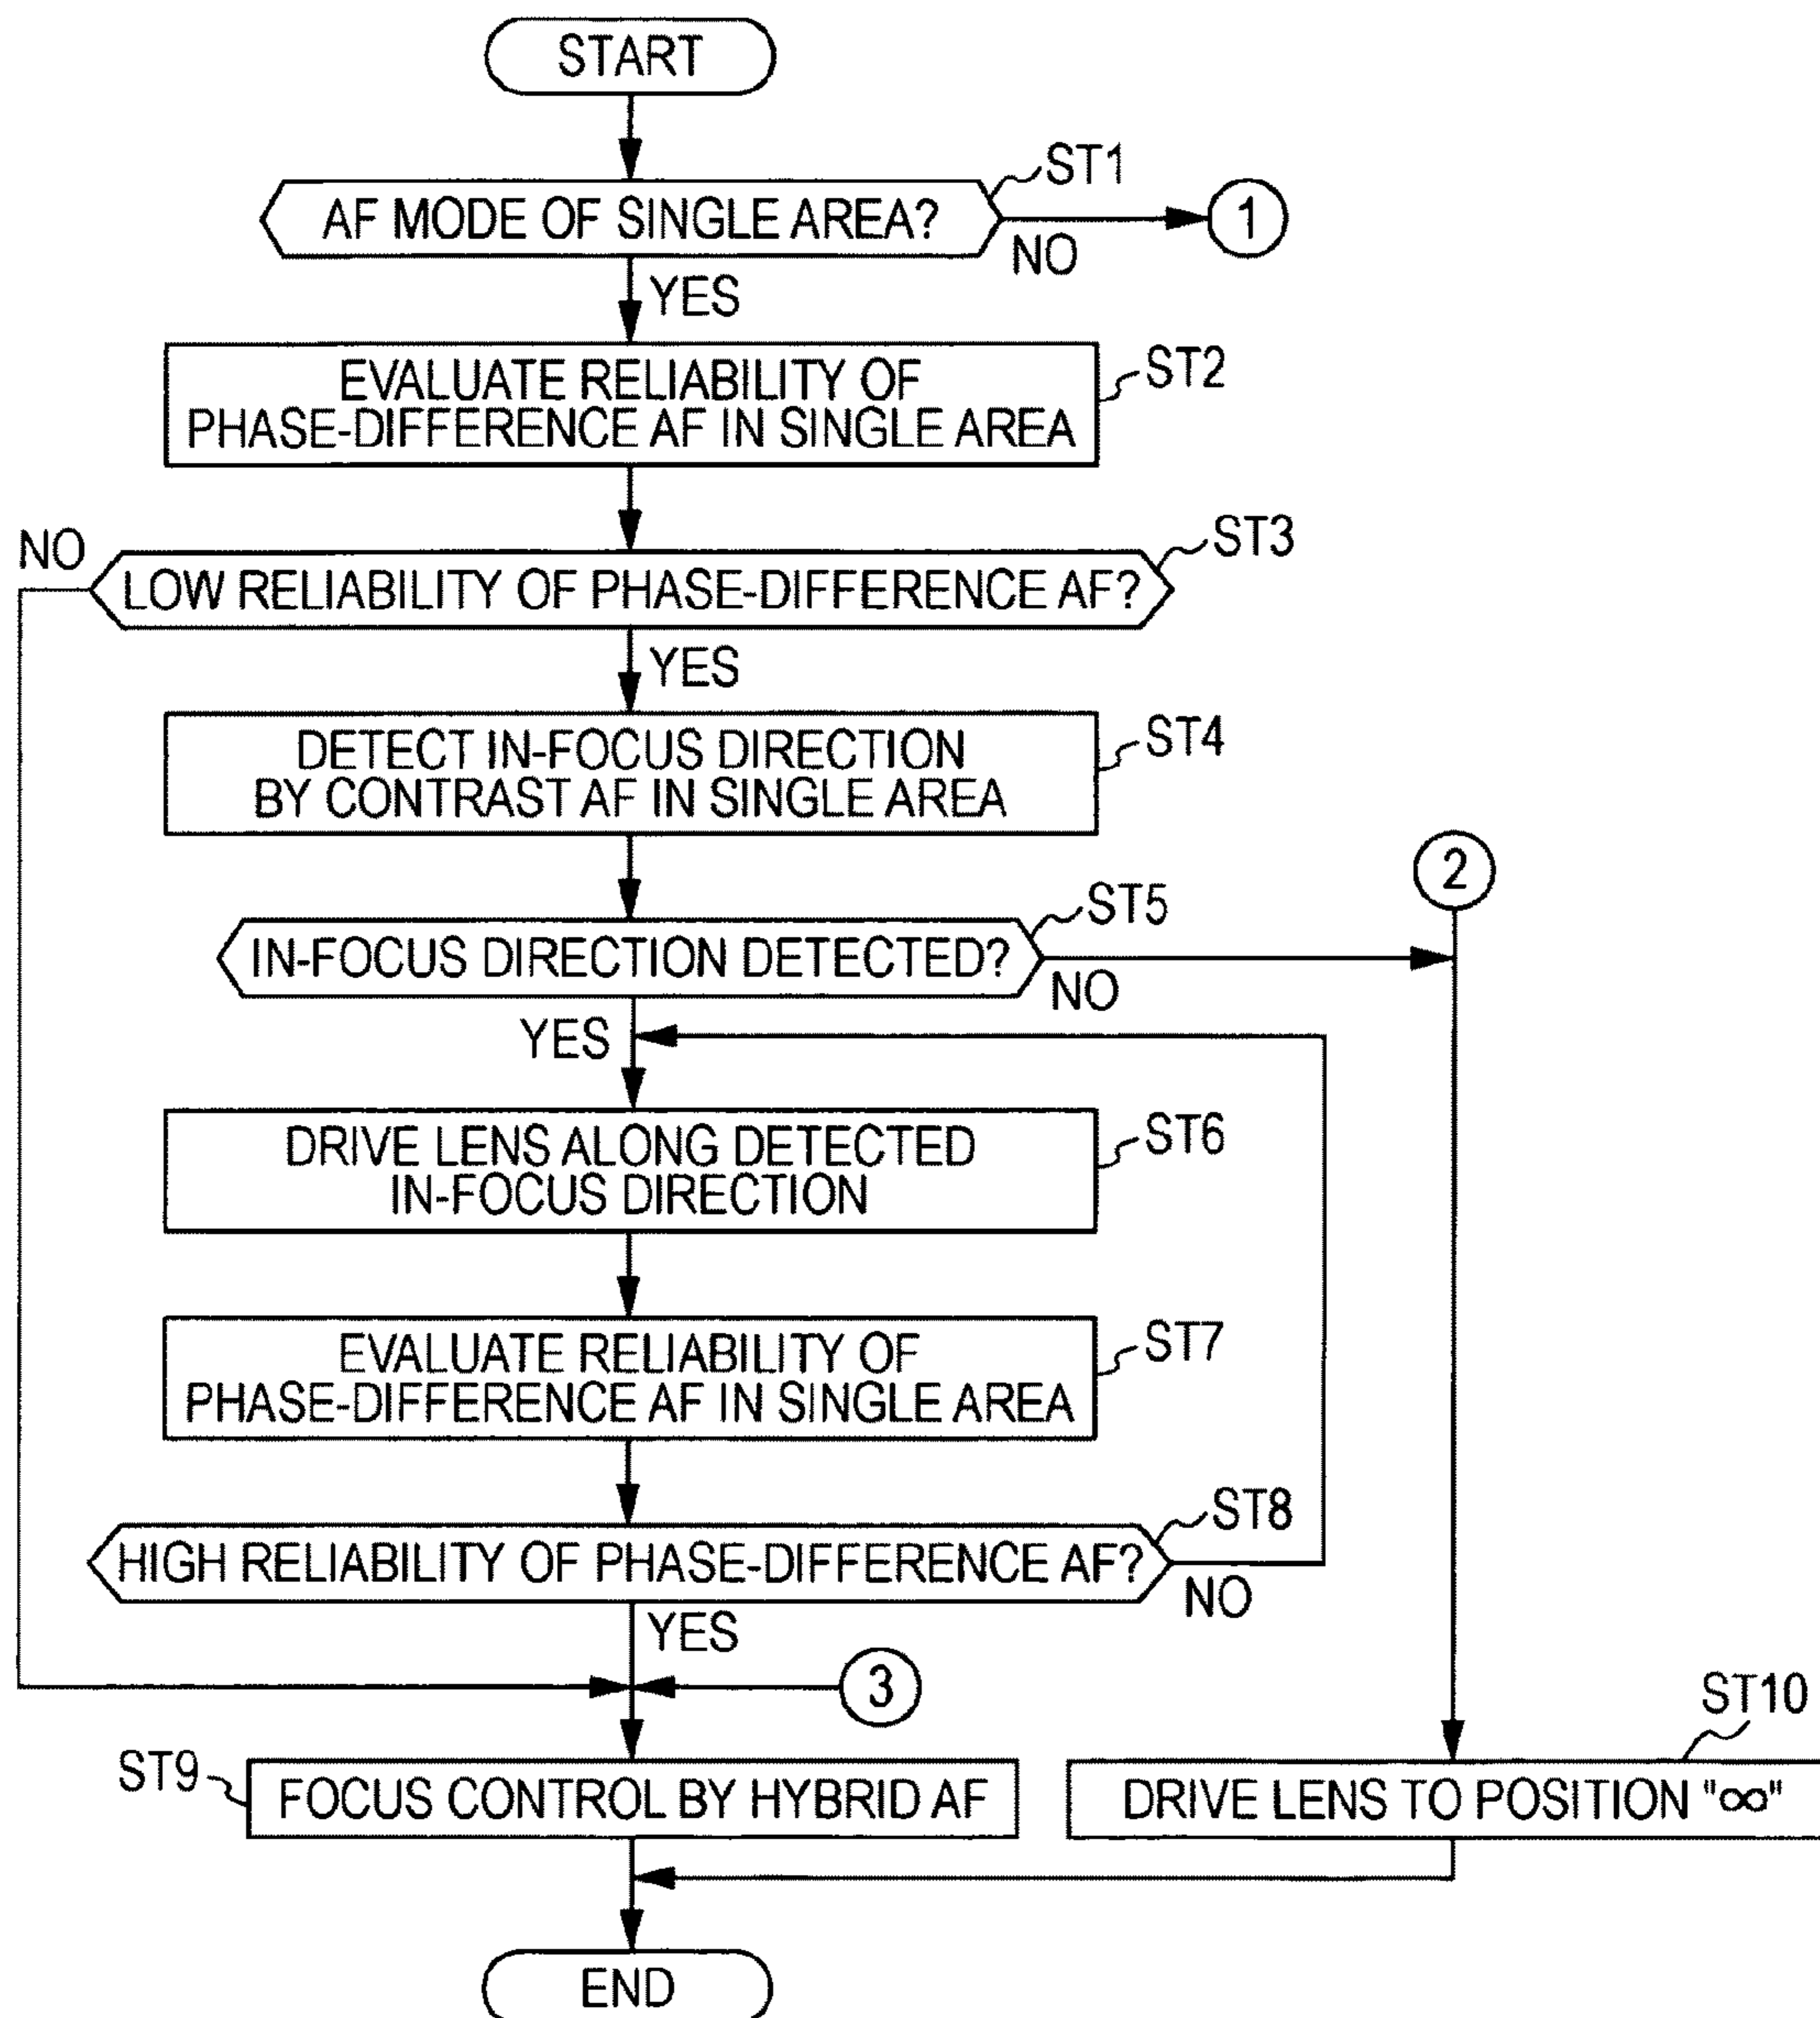 START
ST1
AF MODE OF SINGLE AREA?
1
NO
YES
EVALUATE RELIABILITY OF
PHASE-DIFFERENCE AF IN SINGLE AREA
ST2
NO
ST3
LOW RELIABILITY OF PHASE-DIFFERENCE AF?
YES
DETECT IN-FOCUS DIRECTION
BY CONTRAST AF IN SINGLE AREA
ST4
2
ST5
IN-FOCUS DIRECTION DETECTED?
NO
YES
DRIVE LENS ALONG DETECTED
IN-FOCUS DIRECTION
ST6
EVALUATE RELIABILITY OF
PHASE-DIFFERENCE AF IN SINGLE AREA
ST7
ST8
HIGH RELIABILITY OF PHASE-DIFFERENCE AF?
NO
YES
3
ST9
FOCUS CONTROL BY HYBRID AF
ST10
DRIVE LENS TO POSITION "∞"
END